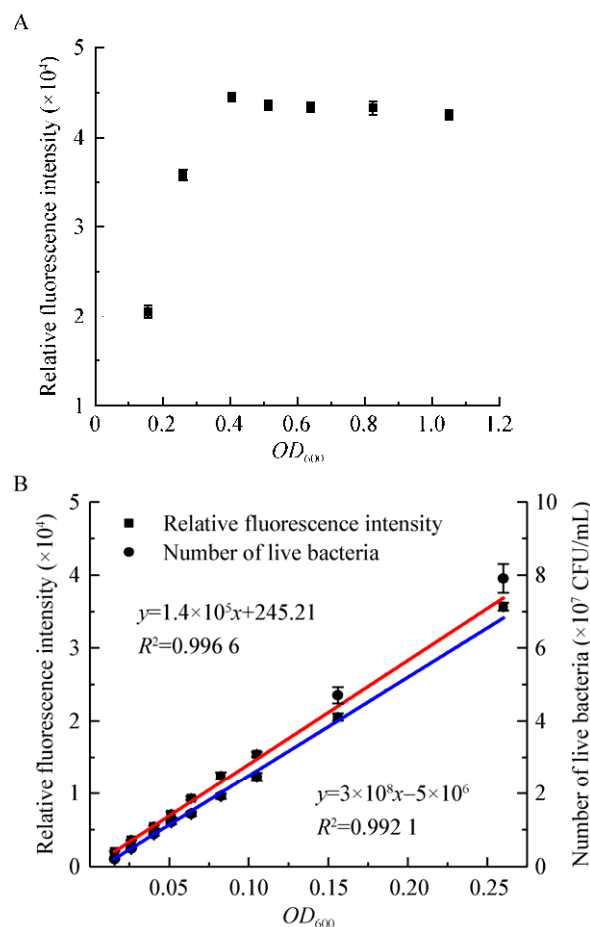 A
Relative fluorescence intensity (×10⁴)
5
4
3
2
1
0 0.2 0.4 0.6 0.8 1.0 1.2
OD₆₀₀
B
Relative fluorescence intensity (×10⁴)
5
4
3
2
1
0
Relative fluorescence intensity
Number of live bacteria
y=1.4×10⁵x+245.21
R²=0.996 6
y=3×10⁸x−5×10⁶
R²=0.992 1
10
8
6
4
2
0
Number of live bacteria (×10⁷ CFU/mL)
0.05 0.10 0.15 0.20 0.25
OD₆₀₀